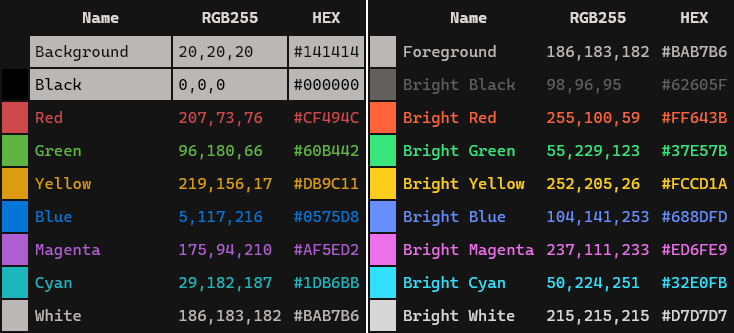 Name RGB255 HEX Name RGB255 HEX
Background 20,20,20 #141414 Foreground 186,183,182 #BAB7B6
Black 0,0,0 #000000 Bright Black 98,96,95 #62605F
Red 207,73,76 #CF494C Bright Red 255,100,59 #FF643B
Green 96,180,66 #60B442 Bright Green 55,229,123 #37E57B
Yellow 219,156,17 #DB9C11 Bright Yellow 252,205,26 #FCCD1A
Blue 5,117,216 #0575D8 Bright Blue 104,141,253 #688DFD
Magenta 175,94,210 #AF5ED2 Bright Magenta 237,111,233 #ED6FE9
Cyan 29,182,187 #1DB6BB Bright Cyan 50,224,251 #32E0FB
White 186,183,182 #BAB7B6 Bright White 215,215,215 #D7D7D7